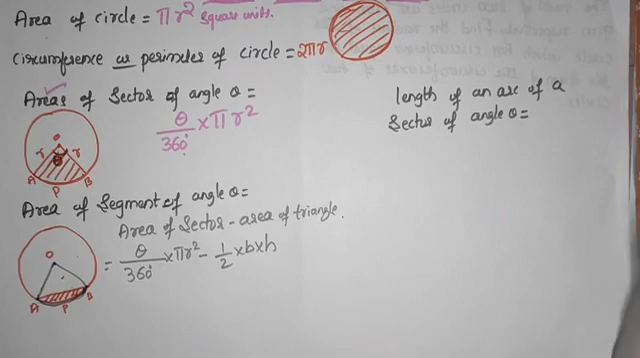 Area of circle = πr² Square units.
Circumference or perimeter of circle = 2πr
Areas of Sector of angle θ =
θ/360° × πr²
O
r θ r
A B
P
length of an arc of a
Sector of angle θ =
Area of Segment of angle θ =
Area of Sector - area of triangle.
= θ/360° × πr² - 1/2 × b × h
O
A P B